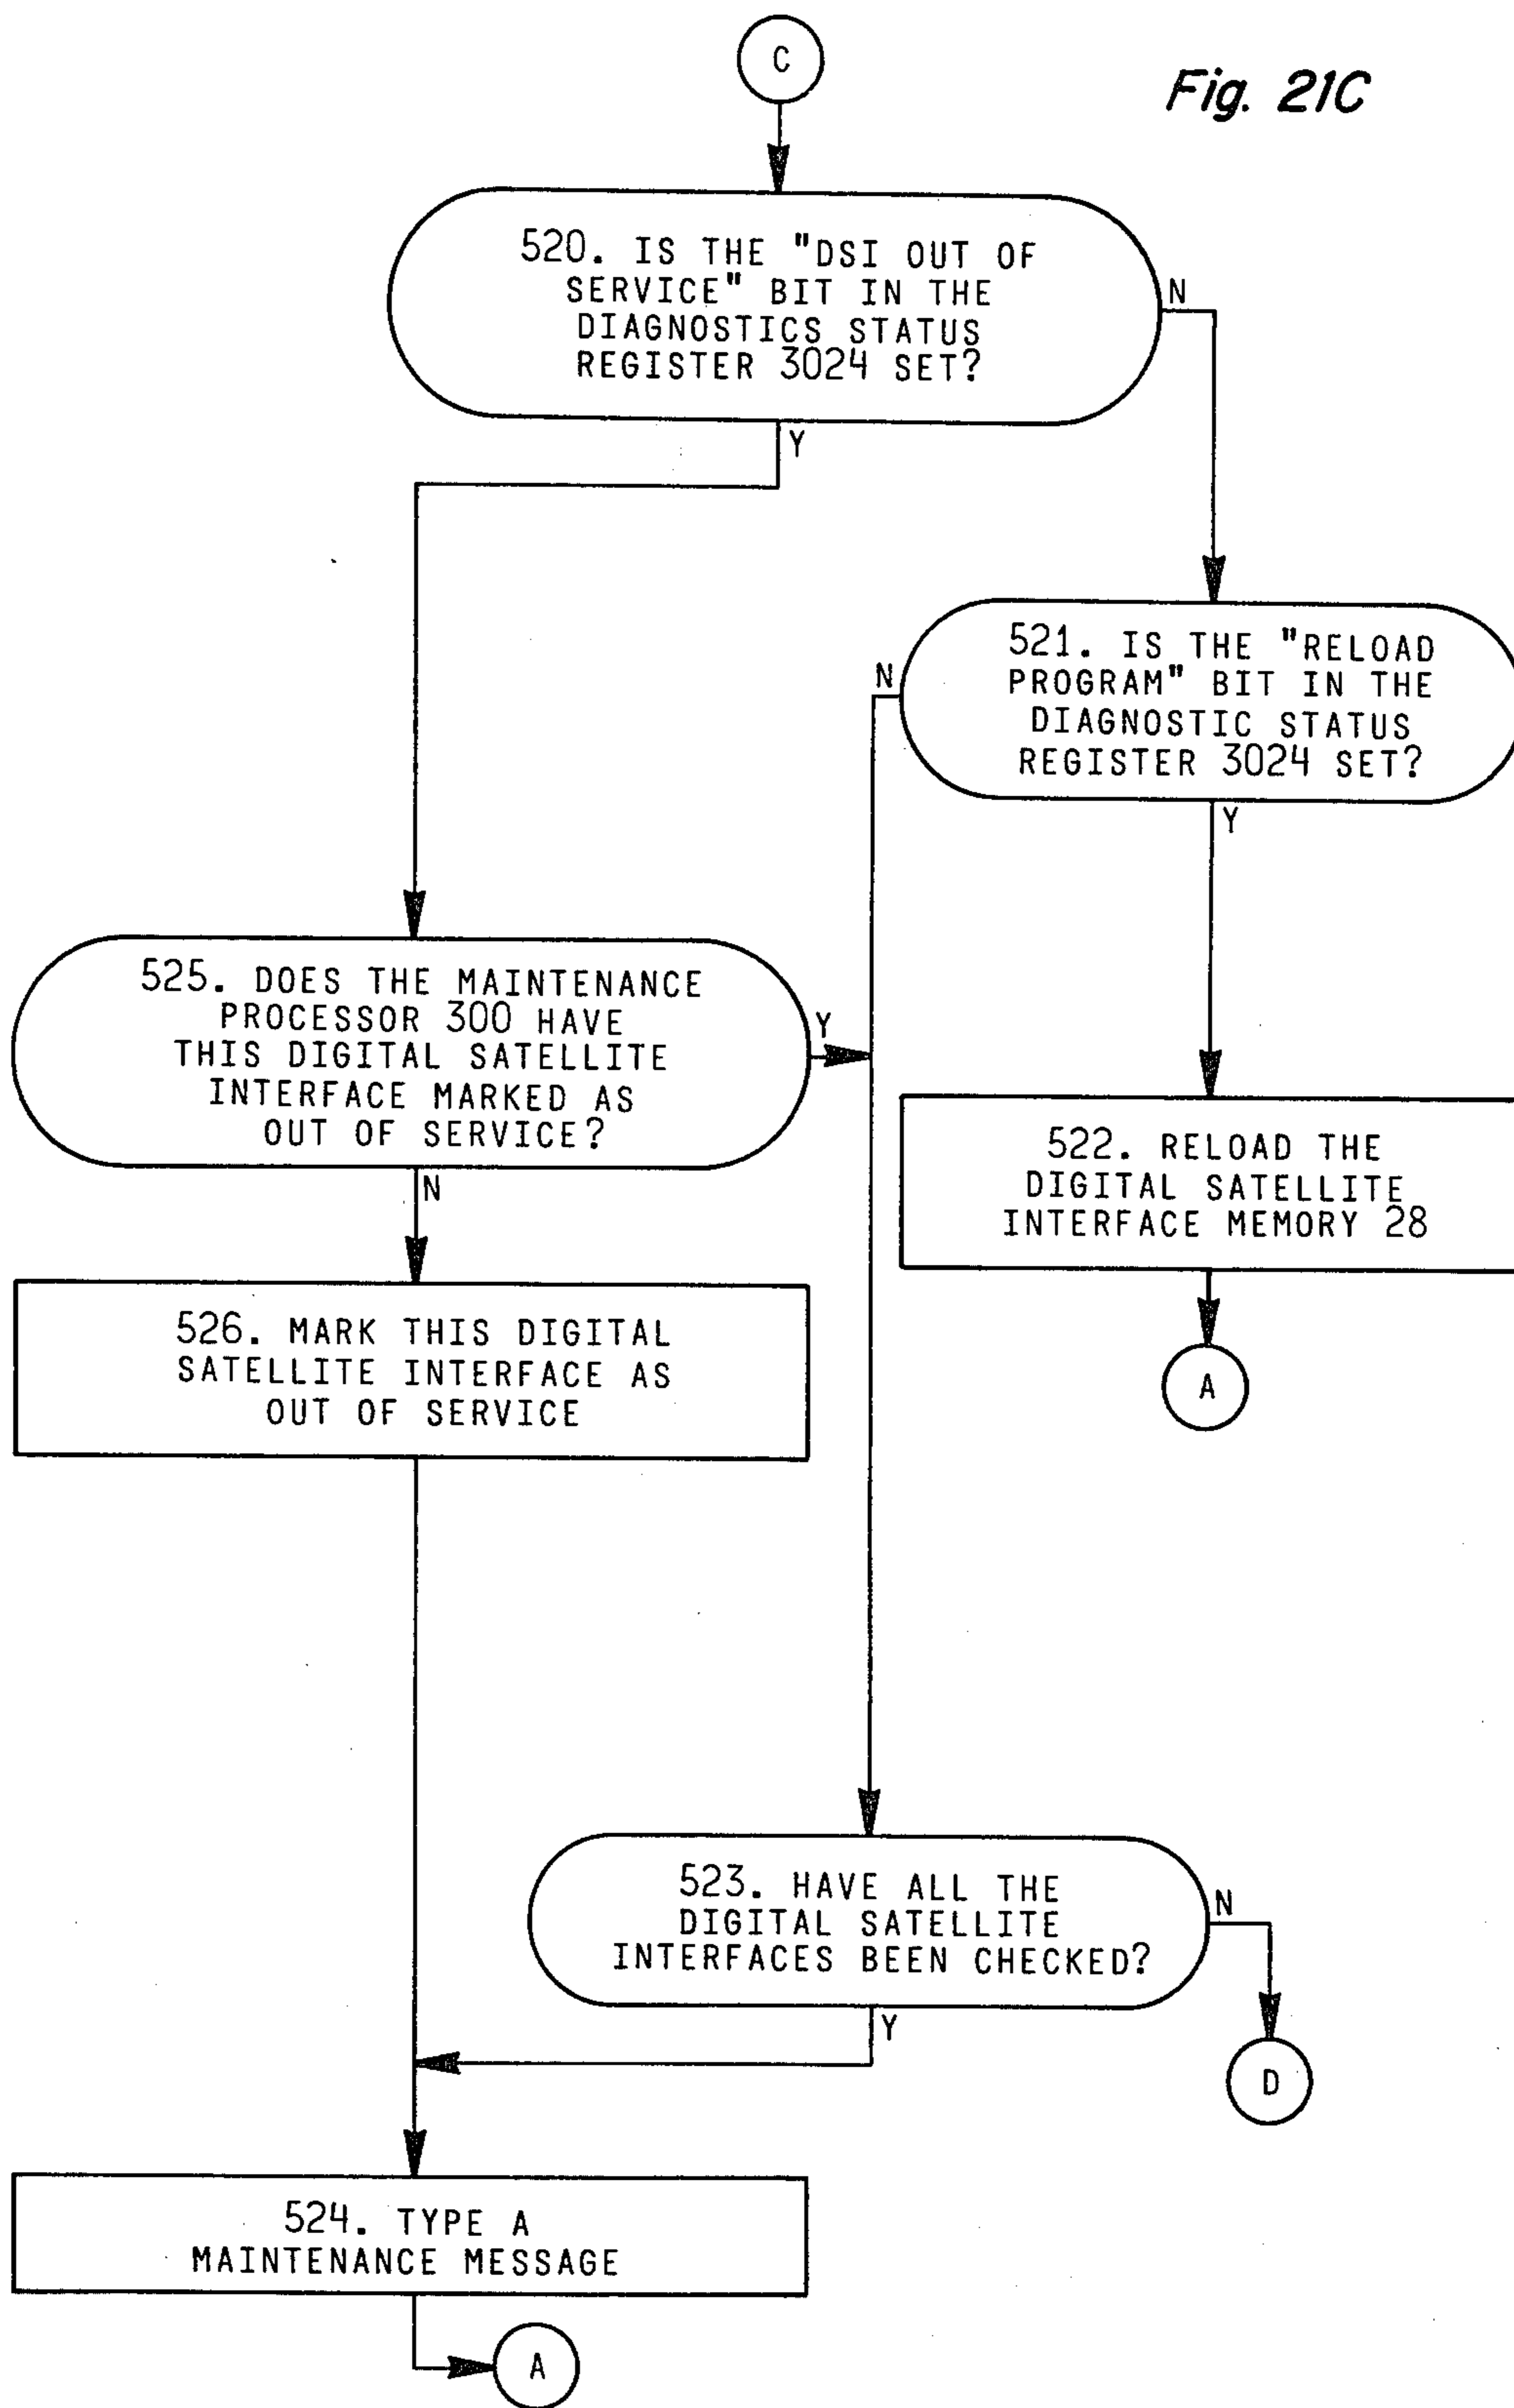 C
Fig. 21C
520. IS THE "DSI OUT OF
SERVICE" BIT IN THE
DIAGNOSTICS STATUS
REGISTER 3024 SET?
N
Y
521. IS THE "RELOAD
PROGRAM" BIT IN THE
DIAGNOSTIC STATUS
REGISTER 3024 SET?
N
Y
525. DOES THE MAINTENANCE
PROCESSOR 300 HAVE
THIS DIGITAL SATELLITE
INTERFACE MARKED AS
OUT OF SERVICE?
Y
N
522. RELOAD THE
DIGITAL SATELLITE
INTERFACE MEMORY 28
A
526. MARK THIS DIGITAL
SATELLITE INTERFACE AS
OUT OF SERVICE
523. HAVE ALL THE
DIGITAL SATELLITE
INTERFACES BEEN CHECKED?
N
Y
D
524. TYPE A
MAINTENANCE MESSAGE
A